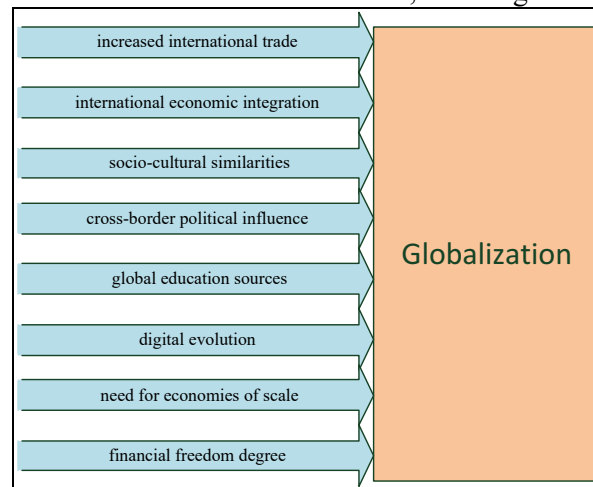 increased international trade
international economic integration
socio-cultural similarities
cross-border political influence
global education sources
digital evolution
need for economies of scale
financial freedom degree
Globalization